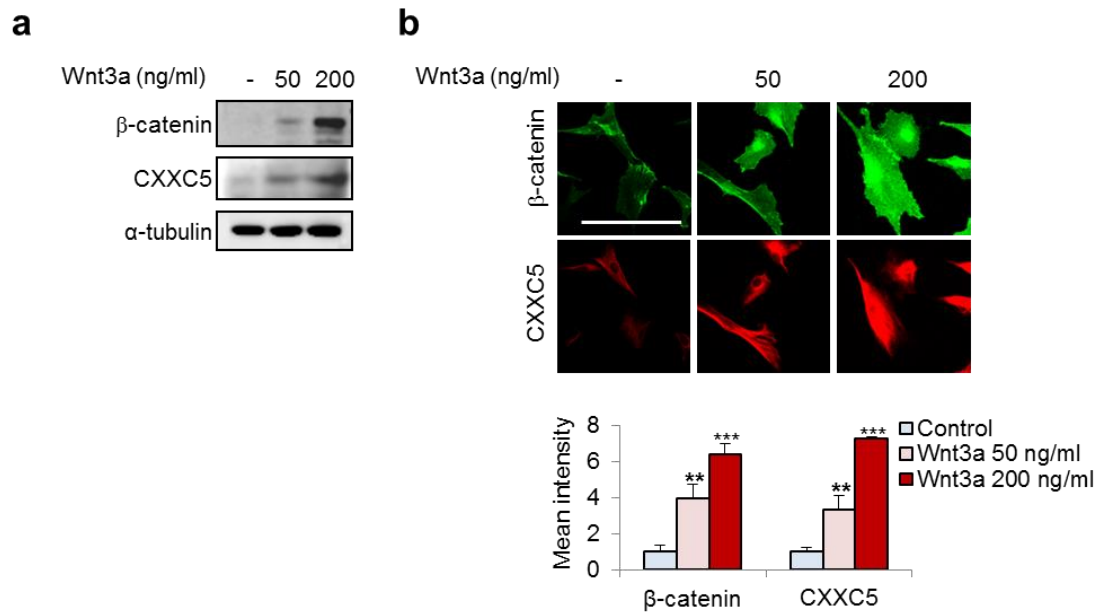 a
Wnt3a (ng/ml) - 50 200
β-catenin
CXXC5
α-tubulin
b
Wnt3a (ng/ml) - 50 200
β-catenin
CXXC5
Mean intensity
8
6
4
2
0
** *** ** ***
β-catenin CXXC5
Control
Wnt3a 50 ng/ml
Wnt3a 200 ng/ml